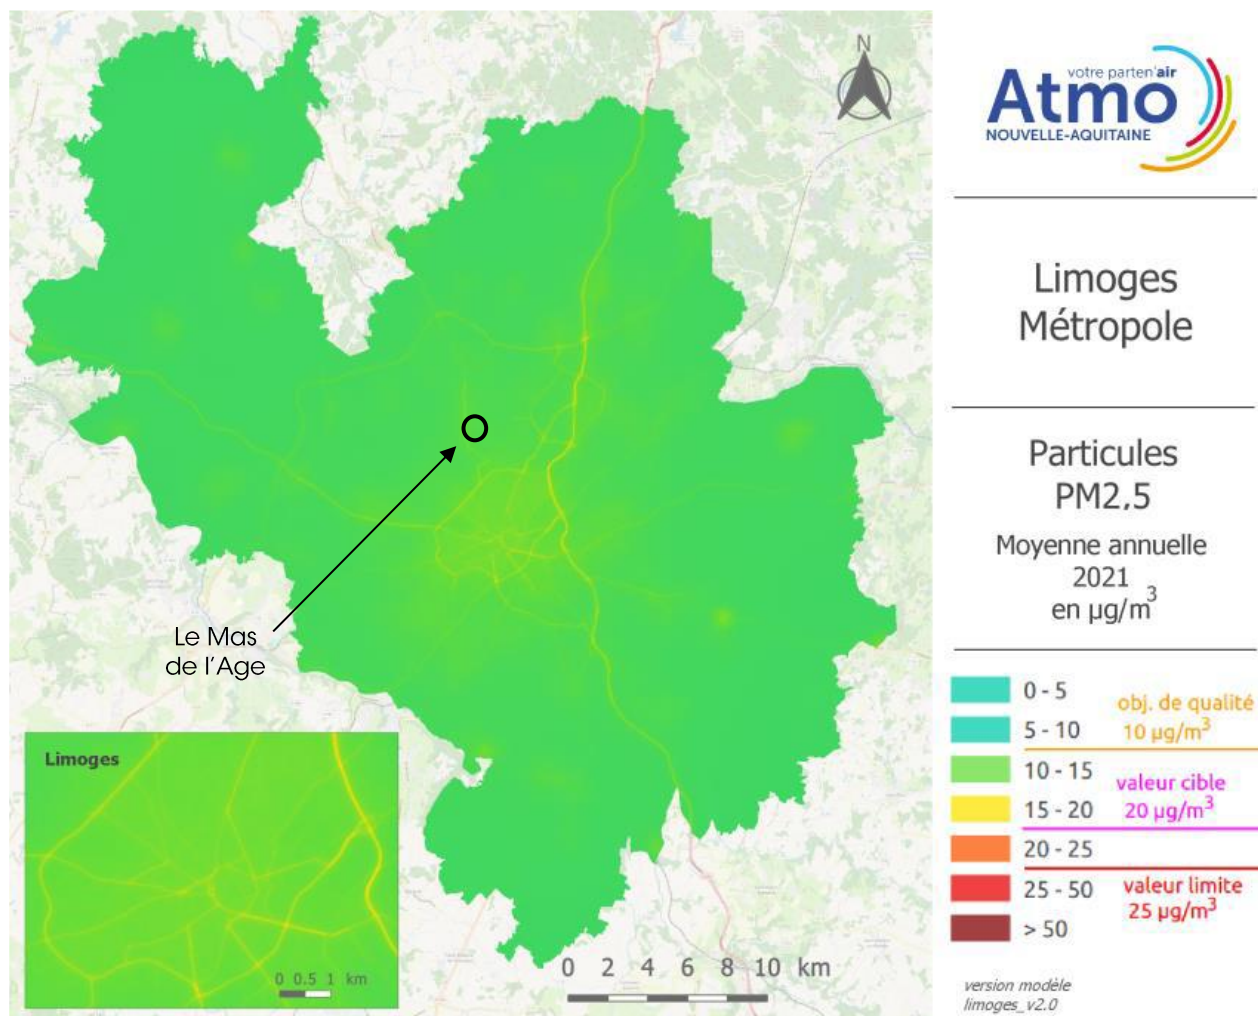 N
Le Mas
de l'Age
Limoges
0 0.5 1 km
0 2 4 6 8 10 km
votre parten'air
Atmo
NOUVELLE-AQUITAINE
Limoges
Métropole
Particules
PM2,5
Moyenne annuelle
2021
en µg/m³
0 - 5
5 - 10
obj. de qualité
10 µg/m³
10 - 15
15 - 20
valeur cible
20 µg/m³
20 - 25
25 - 50
valeur limite
25 µg/m³
> 50
version modèle
limoges_v2.0